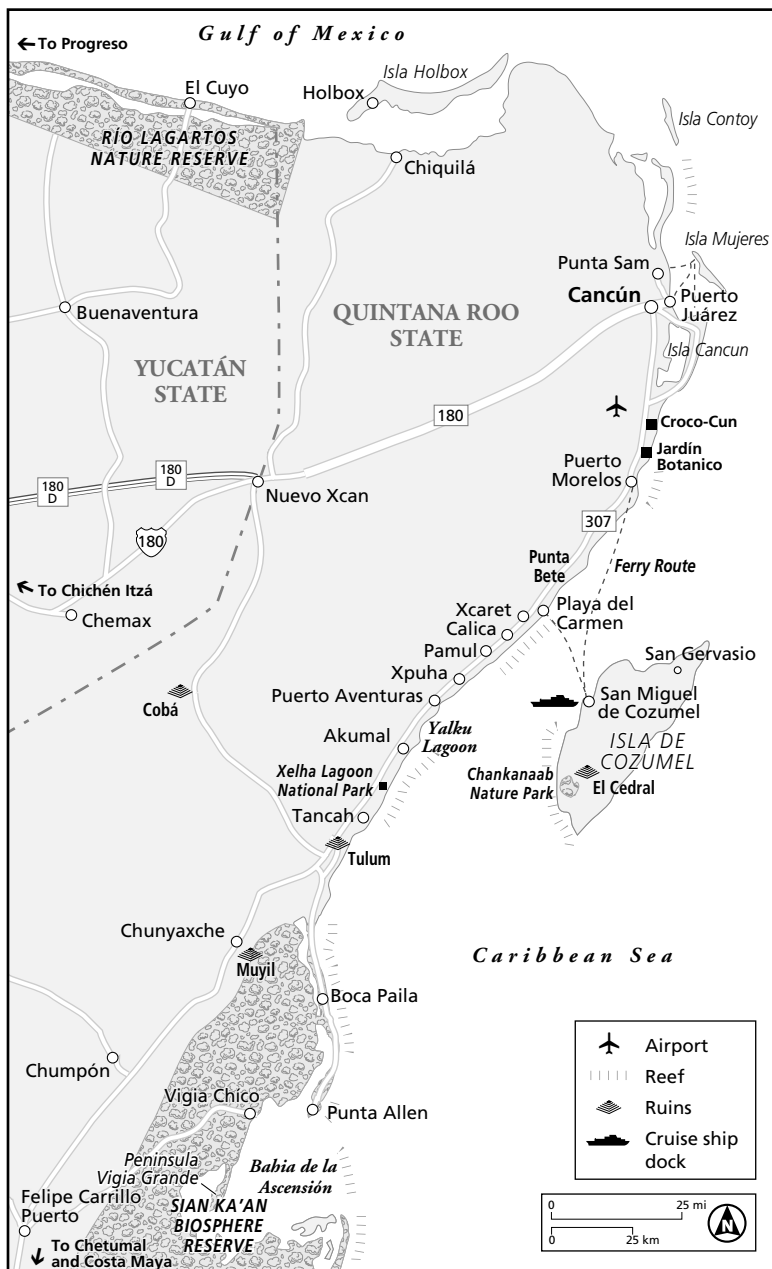 Gulf of Mexico
To Progreso
Isla Holbox
El Cuyo
Holbox
Isla Contoy
RÍO LAGARTOS
NATURE RESERVE
Chiquilá
Isla Mujeres
Punta Sam
Cancún
Puerto
Juárez
Buenaventura
QUINTANA ROO
STATE
YUCATÁN
STATE
Isla Cancun
180
Croco-Cun
Jardín
Botanico
Puerto
Morelos
180
D
180
D
Nuevo Xcan
307
180
Punta
Bete
Ferry Route
To Chichén Itzá
Chemax
Xcaret
Playa del
Carmen
Calica
Pamul
San Gervasio
Xpuha
Cobá
Puerto Aventuras
San Miguel
de Cozumel
Yalku
Lagoon
Akumal
ISLA DE
COZUMEL
Xelha Lagoon
National Park
Chankanaab
Nature Park
El Cedral
Tancah
Tulum
Chunyaxche
Muyil
Caribbean Sea
Boca Paila
Chumpón
Vigia Chico
Punta Allen
Peninsula
Vigia Grande
Bahia de la
Ascensión
SIAN KA'AN
BIOSPHERE
RESERVE
Felipe Carrillo
Puerto
To Chetumal
and Costa Maya
Airport
Reef
Ruins
Cruise ship
dock
0 25 mi
0 25 km
N